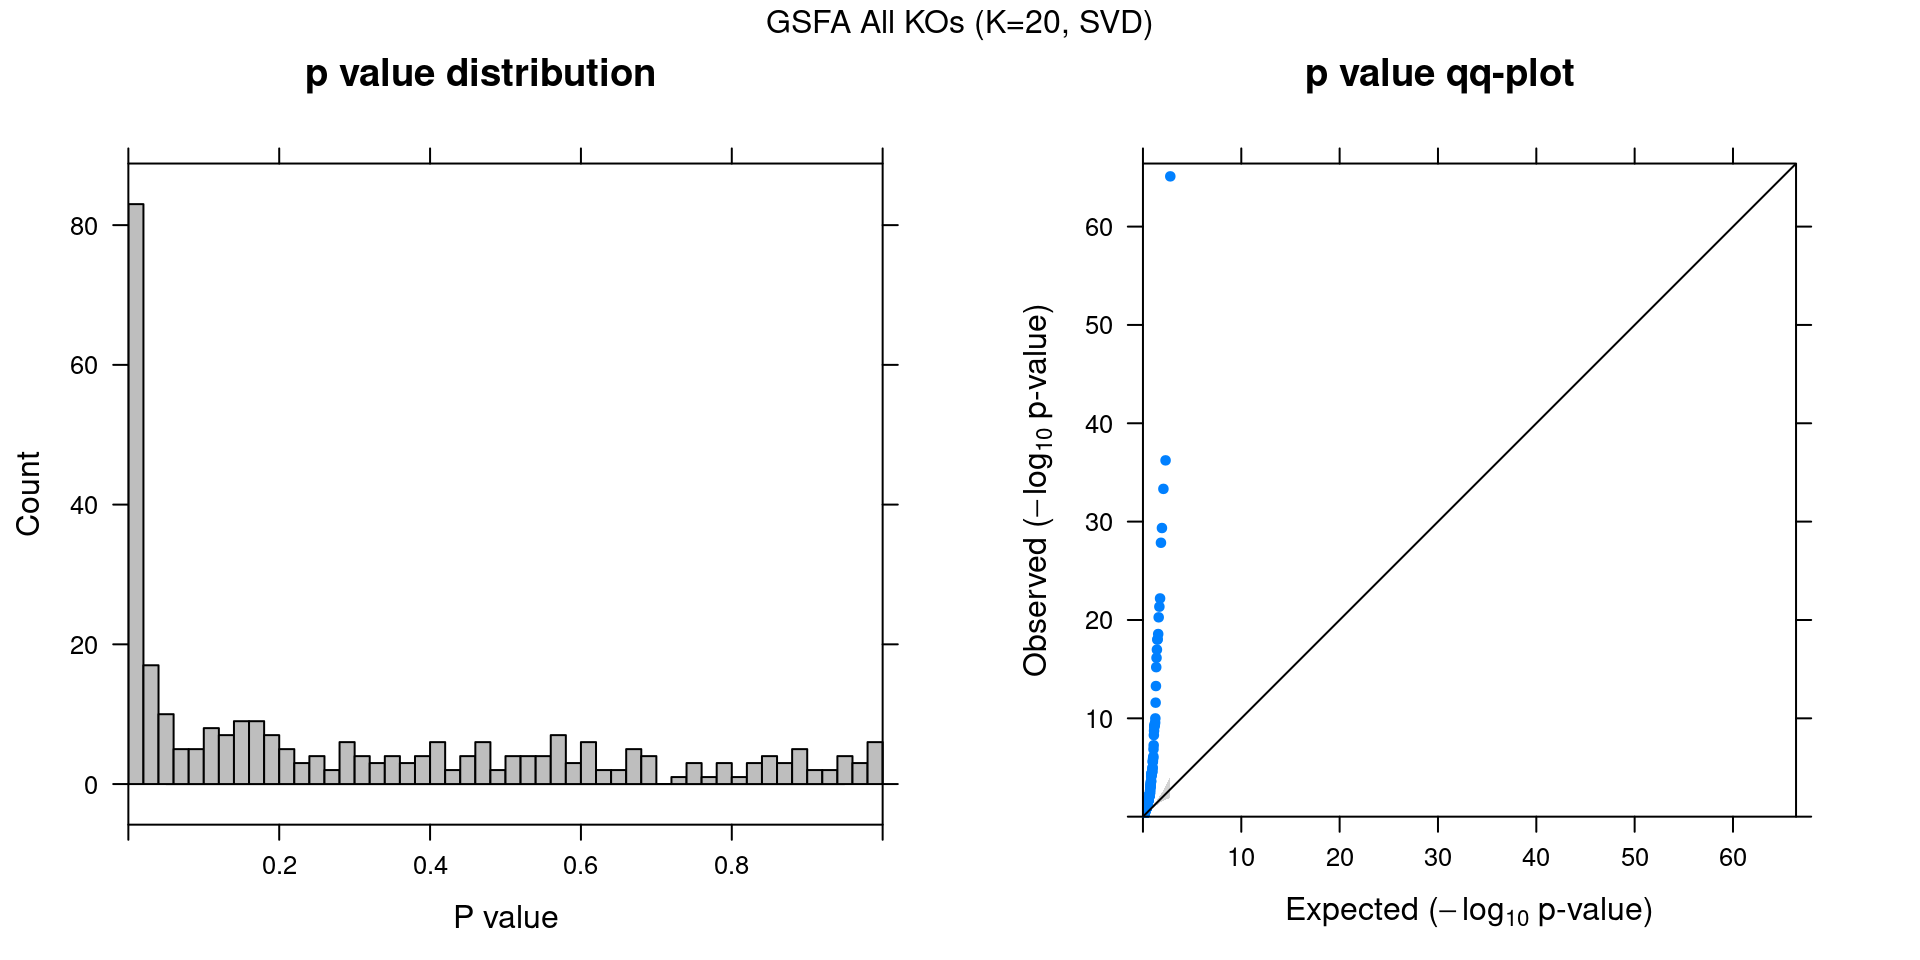 GSFA All KOs (K=20, SVD)
p value distribution
80
60
40
20
0
Count
0.2 0.4 0.6 0.8
P value
p value qq-plot
60
50
40
30
20
10
Observed (−log10 p-value)
10 20 30 40 50 60
Expected (−log10 p-value)